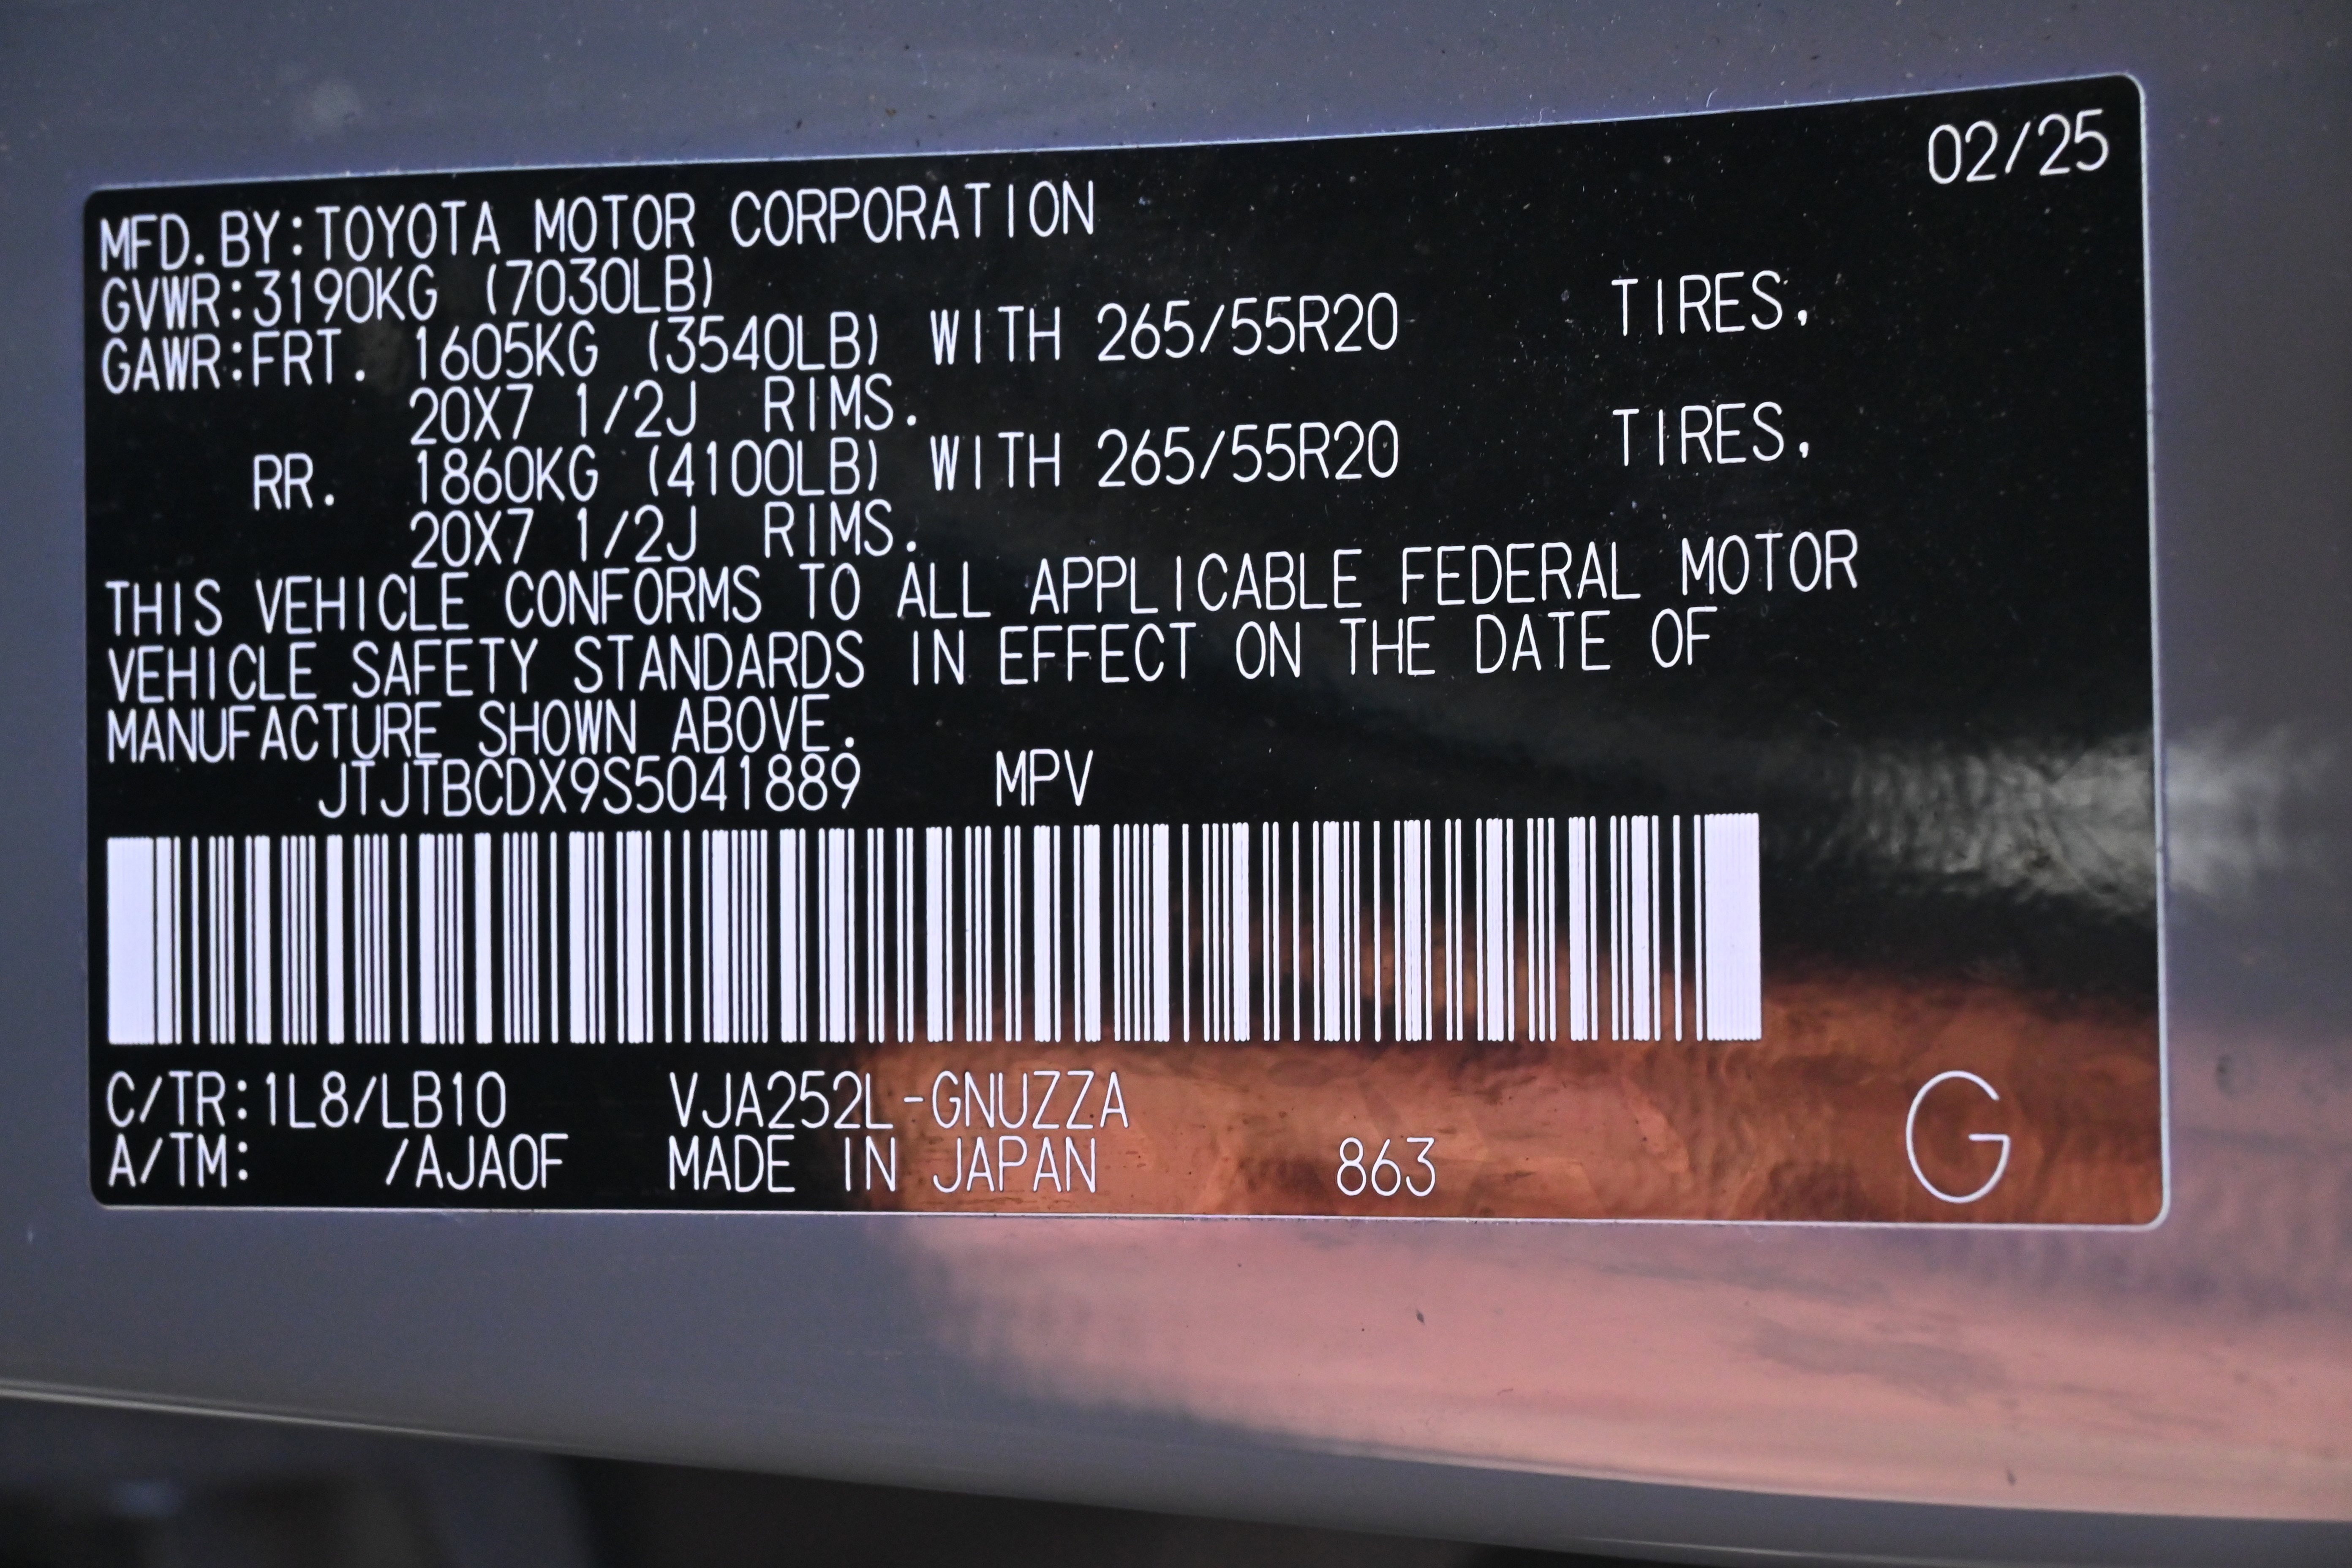 02/25
MFD.BY:TOYOTA MOTOR CORPORATION
GVWR:3190KG (7030LB)
GAWR:FRT. 1605KG (3540LB) WITH 265/55R20 TIRES,
20X7 1/2J RIMS.
RR. 1860KG (4100LB) WITH 265/55R20 TIRES,
20X7 1/2J RIMS.
THIS VEHICLE CONFORMS TO ALL APPLICABLE FEDERAL MOTOR
VEHICLE SAFETY STANDARDS IN EFFECT ON THE DATE OF
MANUFACTURE SHOWN ABOVE.
JTJTBCDX9S5041889 MPV
C/TR:1L8/LB10 VJA252L-GNUZZA
A/TM: /AJA0F MADE IN JAPAN 863 G